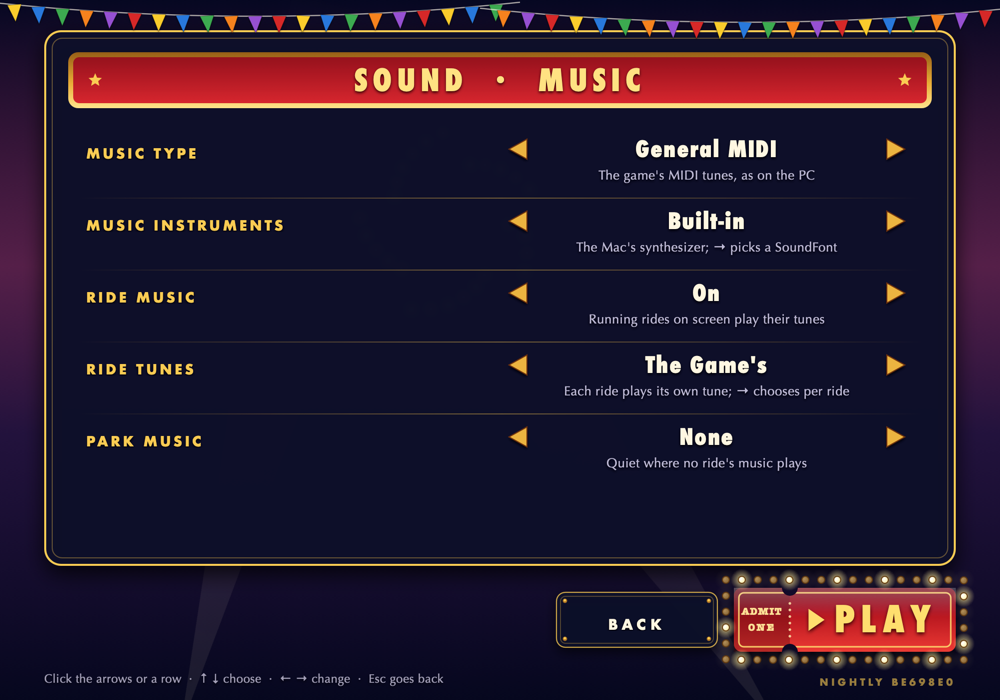 SOUND · MUSIC
MUSIC TYPE
General MIDI
The game's MIDI tunes, as on the PC
MUSIC INSTRUMENTS
Built-in
The Mac's synthesizer; → picks a SoundFont
RIDE MUSIC
On
Running rides on screen play their tunes
RIDE TUNES
The Game's
Each ride plays its own tune; → chooses per ride
PARK MUSIC
None
Quiet where no ride's music plays
BACK
ADMIT
ONE
PLAY
Click the arrows or a row · ↑ ↓ choose · ← → change · Esc goes back
NIGHTLY BE698E0